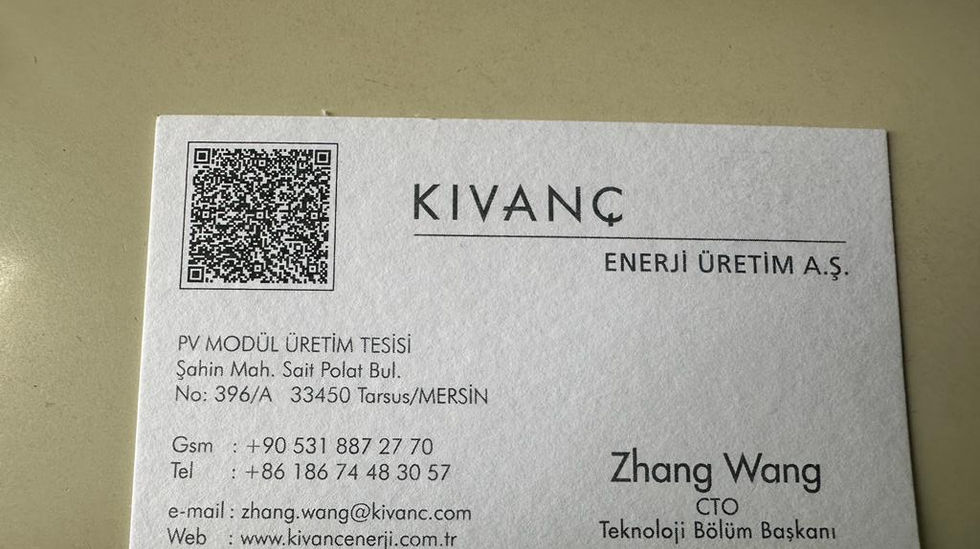 KIVANÇ
ENERJİ ÜRETİM A.Ş.
PV MODÜL ÜRETİM TESİSİ
Şahin Mah. Sait Polat Bul.
No: 396/A 33450 Tarsus/MERSİN
Gsm : +90 531 887 27 70
Tel : +86 186 74 48 30 57
e-mail : zhang.wang@kivanc.com
Web : www.kivancenerji.com.tr
Zhang Wang
CTO
Teknoloji Bölüm Başkanı